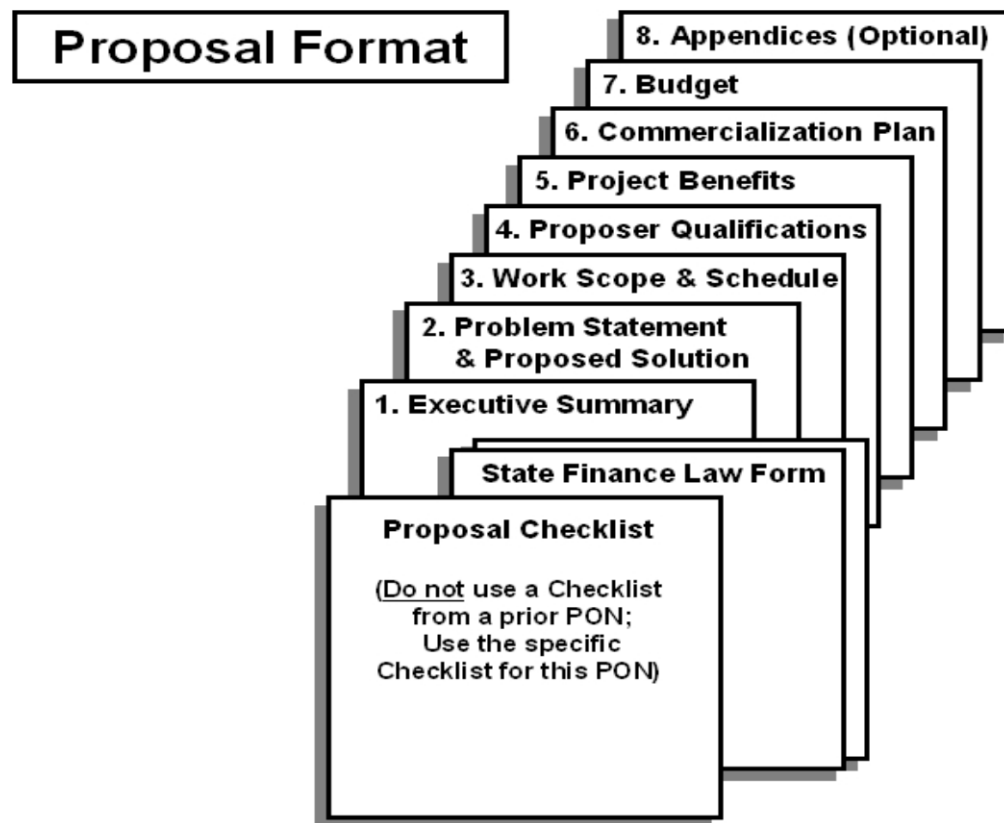 Proposal Format
8. Appendices (Optional)
7. Budget
6. Commercialization Plan
5. Project Benefits
4. Proposer Qualifications
3. Work Scope & Schedule
2. Problem Statement
& Proposed Solution
1. Executive Summary
State Finance Law Form
Proposal Checklist
(Do not use a Checklist
from a prior PON;
Use the specific
Checklist for this PON)